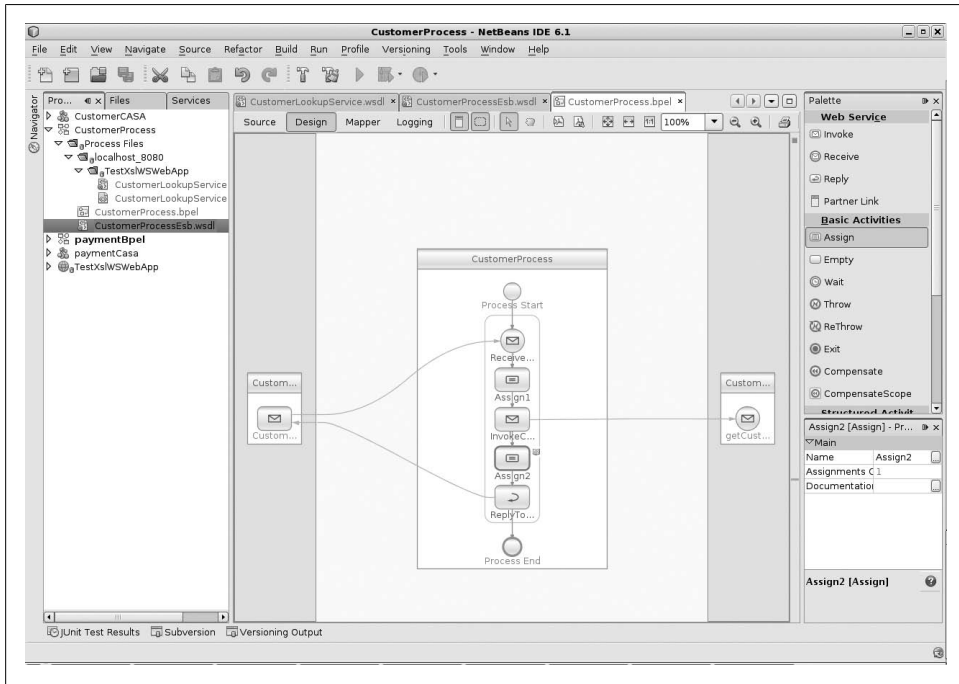 CustomerProcess - NetBeans IDE 6.1
File Edit View Navigate Source Refactor Build Run Profile Versioning Tools Window Help
Navigator
Pro... Files Services
CustomerCASA
CustomerProcess
Process Files
localhost_8080
TestXslWSWebApp
CustomerLookupService
CustomerLookupService
CustomerProcess.bpel
CustomerProcessEsb.wsdl
paymentBpel
paymentCasa
TestXslWSWebApp
CustomerLookupService.wsdl CustomerProcessEsb.wsdl CustomerProcess.bpel
Source Design Mapper Logging 100%
CustomerProcess
Process Start
Receive...
Assign1
InvokeC...
Assign2
ReplyTo...
Process End
Custom...
Custom...
Custom...
getCust...
Palette
Web Service
Invoke
Receive
Reply
Partner Link
Basic Activities
Assign
Empty
Wait
Throw
ReThrow
Exit
Compensate
CompensateScope
Structured Activit
Assign2 [Assign] - Pr...
Main
Name Assign2
Assignments C 1
Documentation
Assign2 [Assign]
JUnit Test Results Subversion Versioning Output